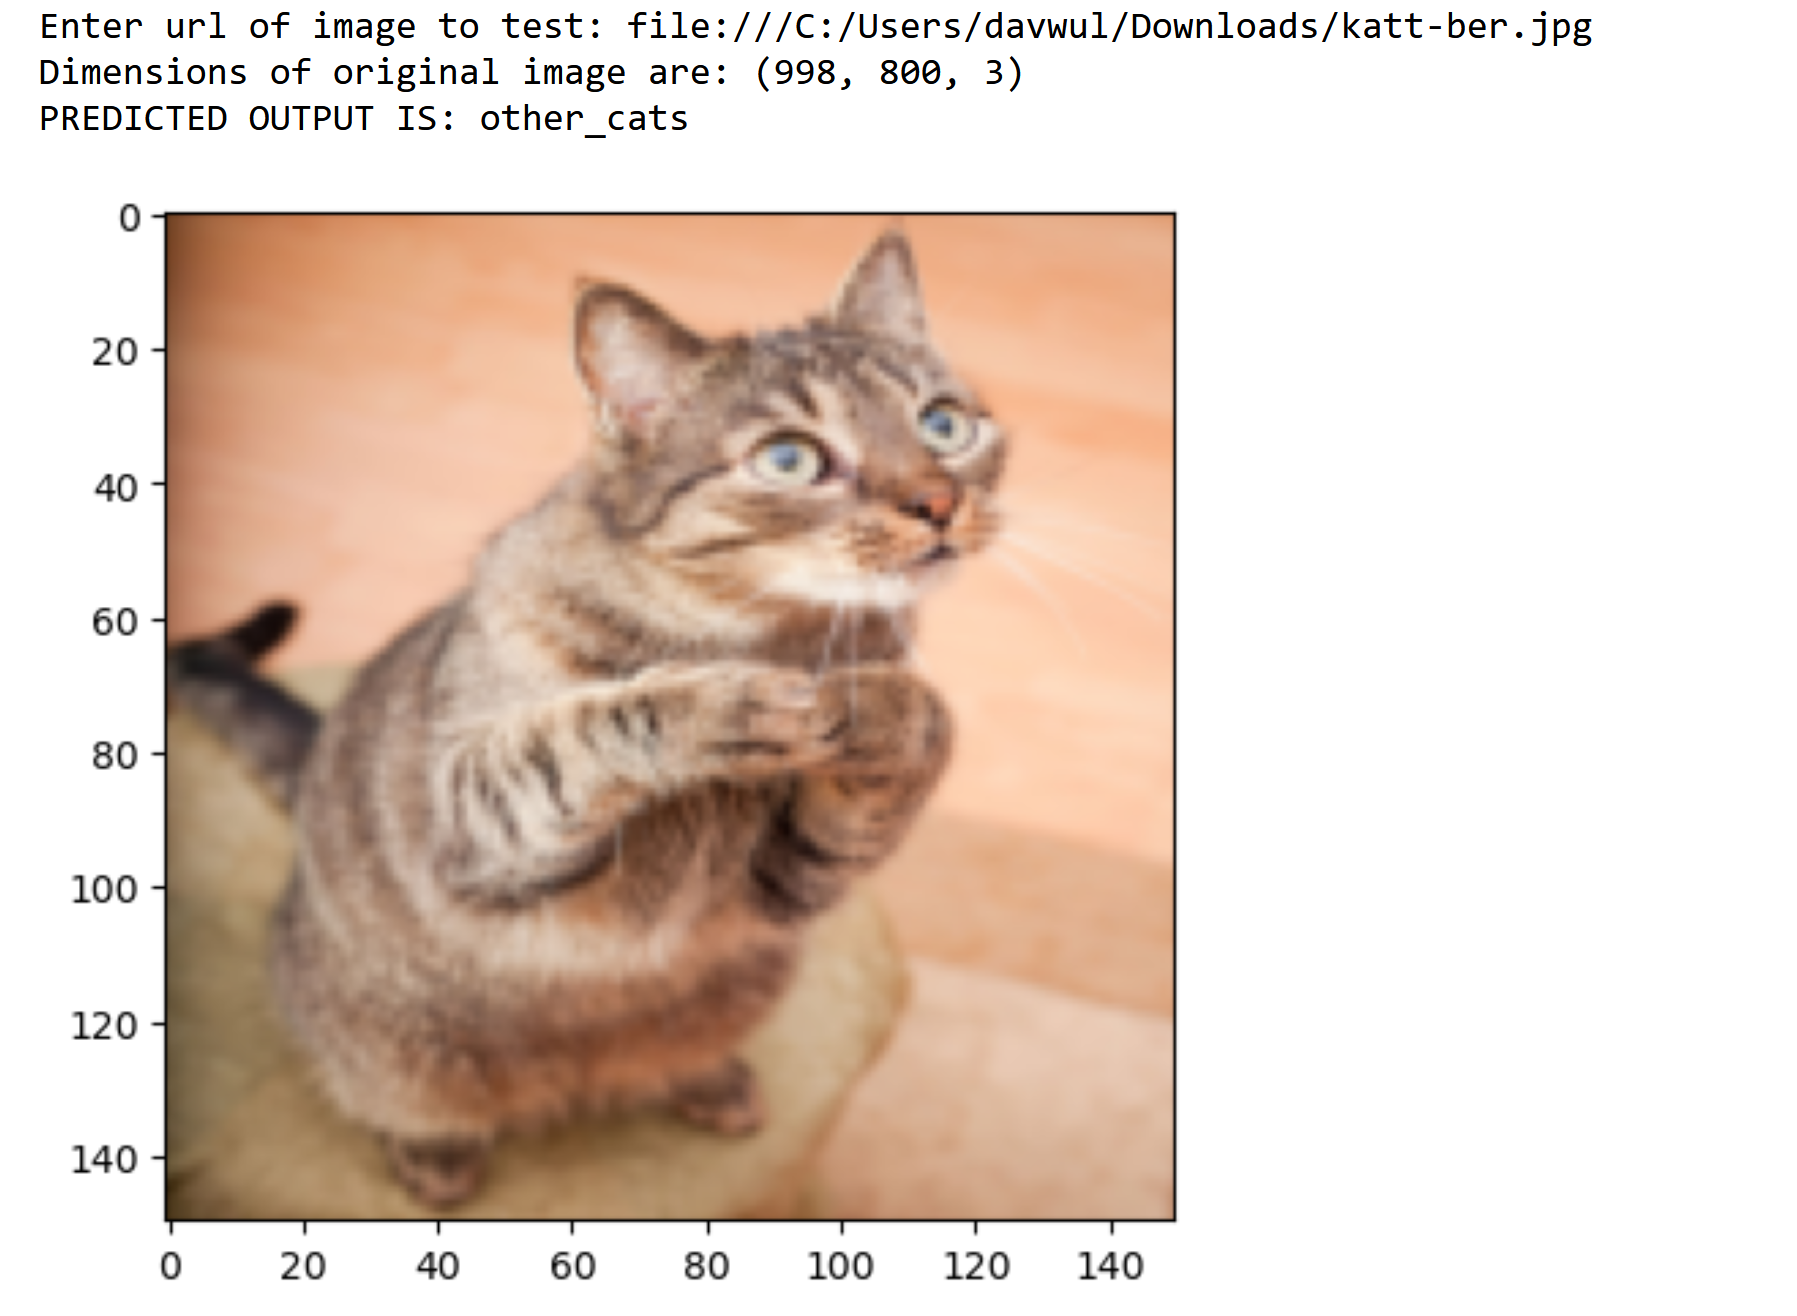 Enter url of image to test: file:///C:/Users/davwul/Downloads/katt-ber.jpg
Dimensions of original image are: (998, 800, 3)
PREDICTED OUTPUT IS: other_cats
0
20
40
60
80
100
120
140
0 20 40 60 80 100 120 140